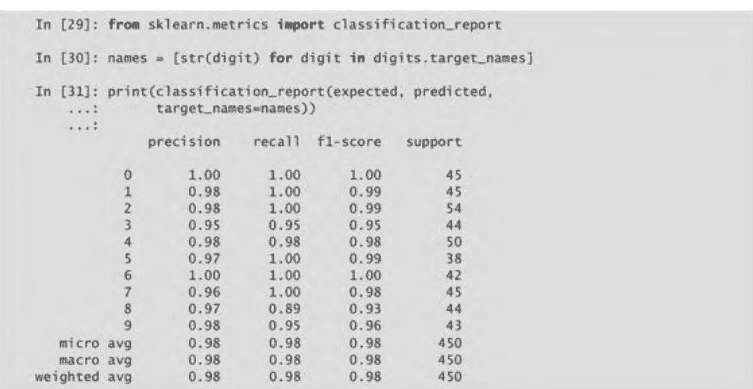 In [29]: from sklearn.metrics import classification_report
In [30]: names = [str(digit) for digit in digits.target_names]
In [31]: print(classification_report(expected, predicted,
...: target_names=names))
...:
precision recall f1-score support
0 1.00 1.00 1.00 45
1 0.98 1.00 0.99 45
2 0.98 1.00 0.99 54
3 0.95 0.95 0.95 44
4 0.98 0.98 0.98 50
5 0.97 1.00 0.99 38
6 1.00 1.00 1.00 42
7 0.96 1.00 0.98 45
8 0.97 0.89 0.93 44
9 0.98 0.95 0.96 43
micro avg 0.98 0.98 0.98 450
macro avg 0.98 0.98 0.98 450
weighted avg 0.98 0.98 0.98 450